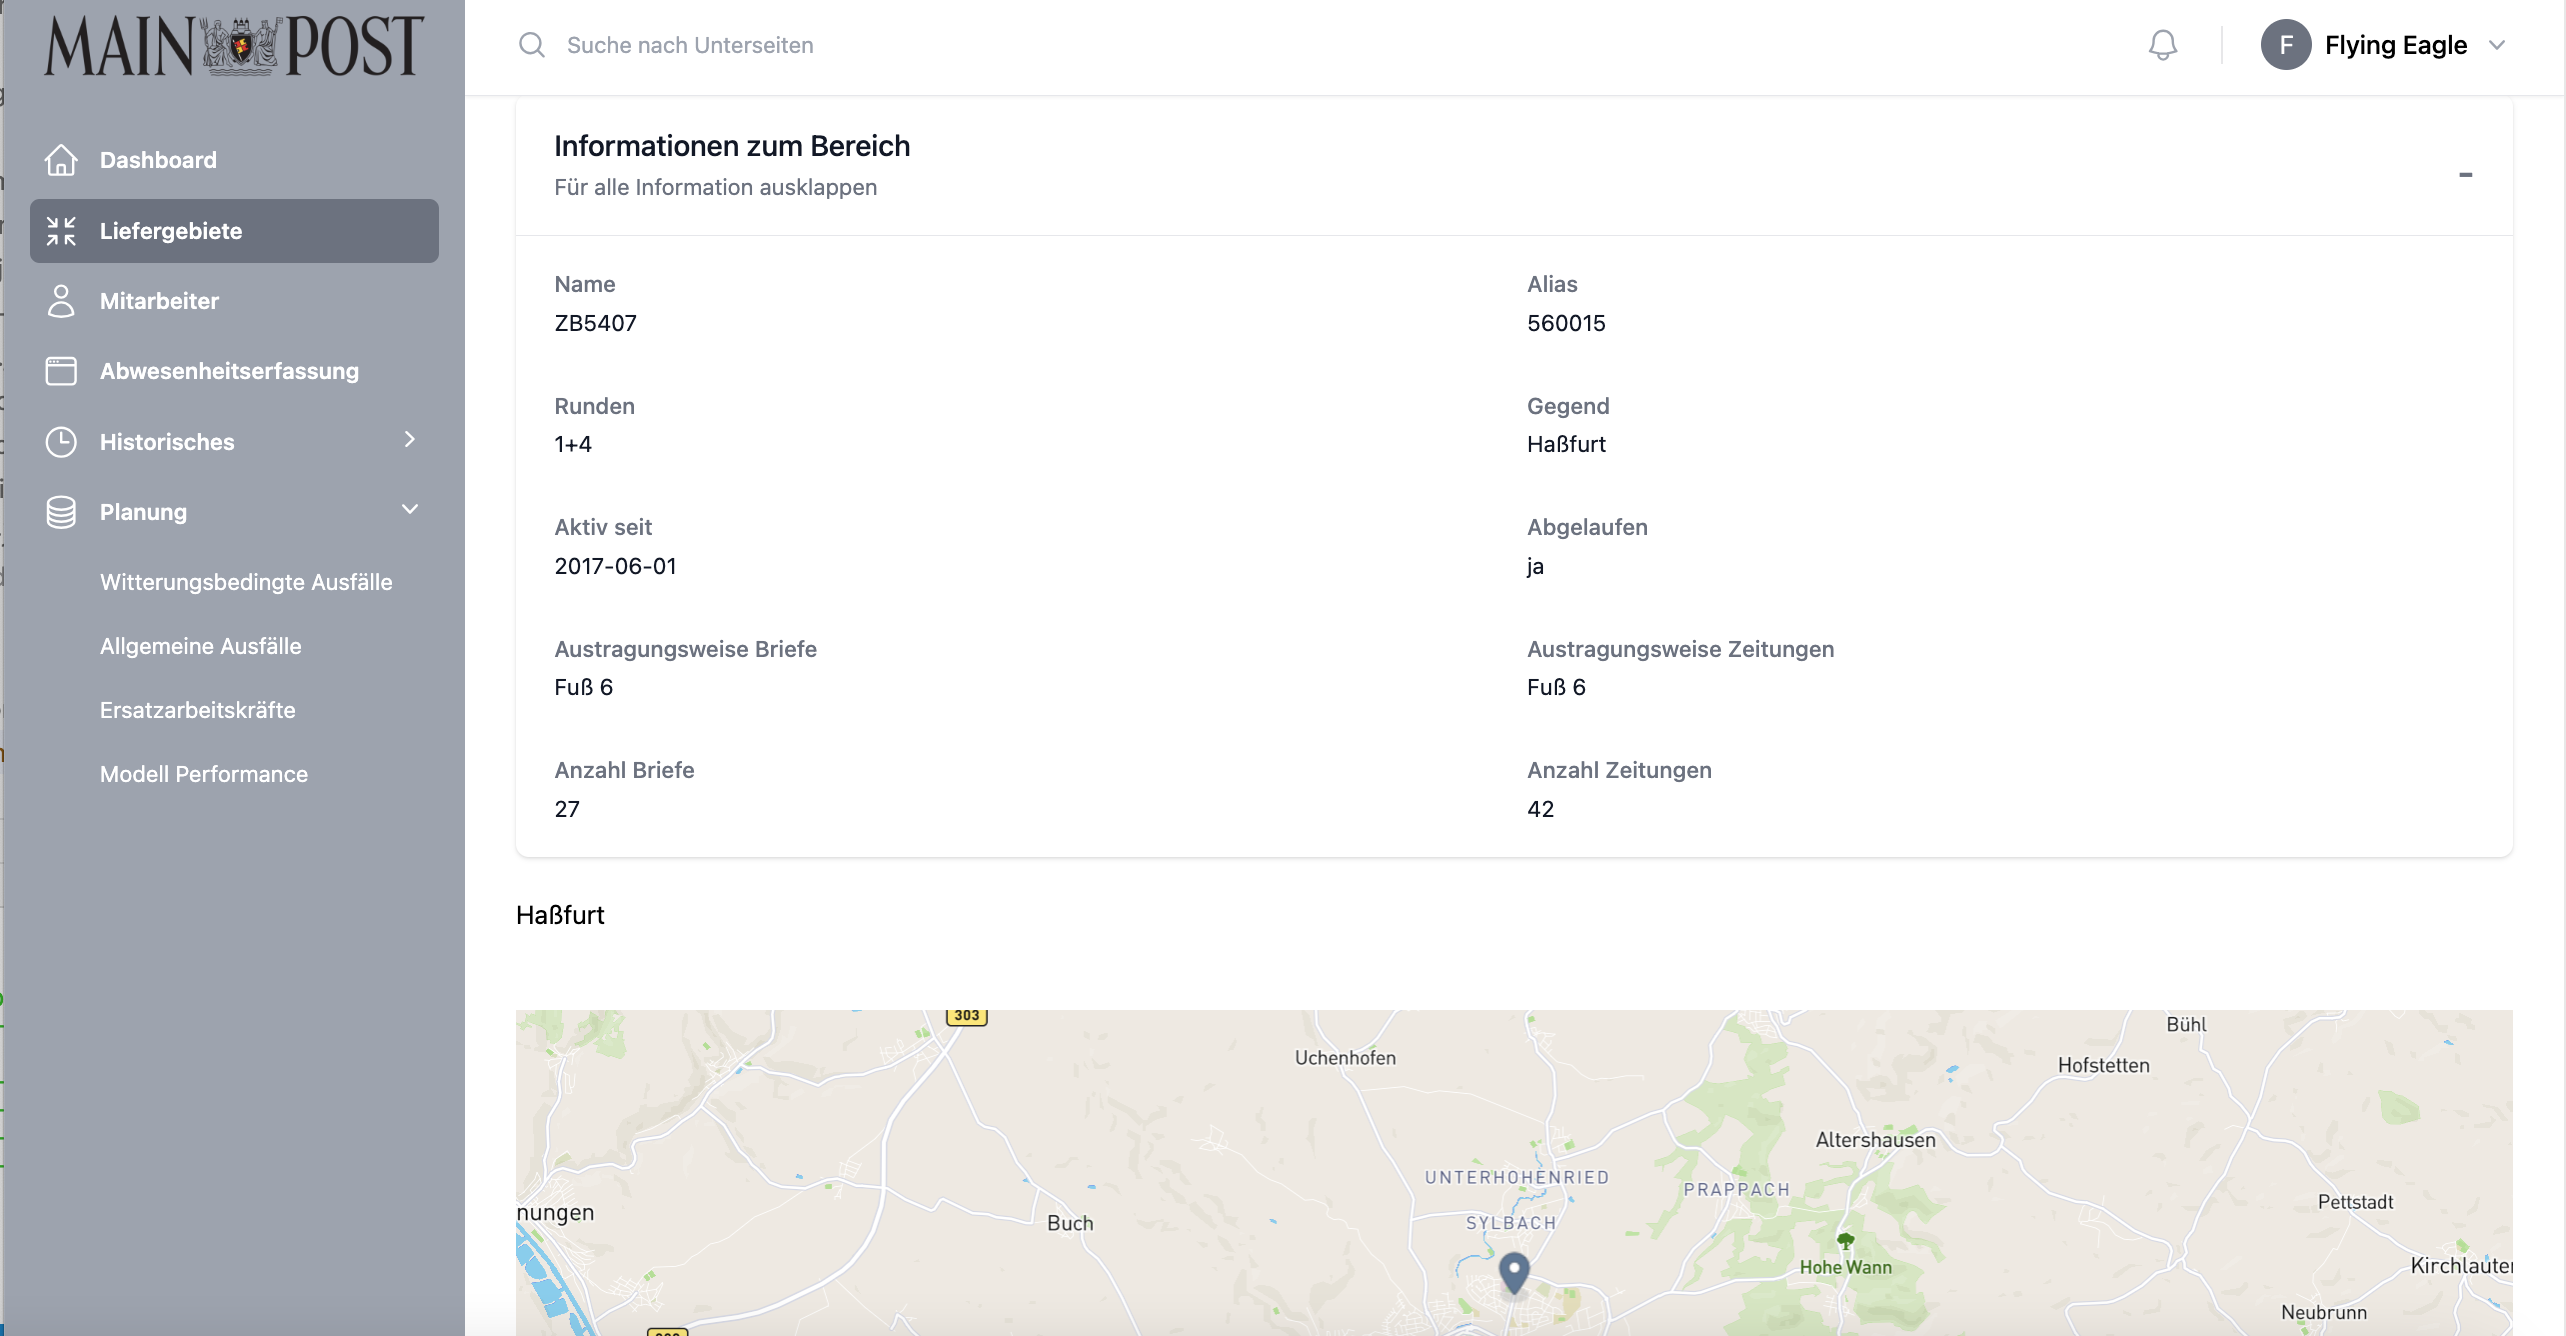 MAIN POST
Suche nach Unterseiten
F
Flying Eagle
Dashboard
Liefergebiete
Mitarbeiter
Abwesenheitserfassung
Historisches
Planung
Witterungsbedingte Ausfälle
Allgemeine Ausfälle
Ersatzarbeitskräfte
Modell Performance
Informationen zum Bereich
Für alle Information ausklappen
Name
ZB5407
Alias
560015
Runden
1+4
Gegend
Haßfurt
Aktiv seit
2017-06-01
Abgelaufen
ja
Austragungsweise Briefe
Fuß 6
Austragungsweise Zeitungen
Fuß 6
Anzahl Briefe
27
Anzahl Zeitungen
42
Haßfurt
303
Bühl
Uchenhofen
Hofstetten
Altershausen
UNTERHOHENRIED
PRAPPACH
Pettstadt
nungen
Buch
SYLBACH
Hohe Wann
Kirchlauter
Neubrunn